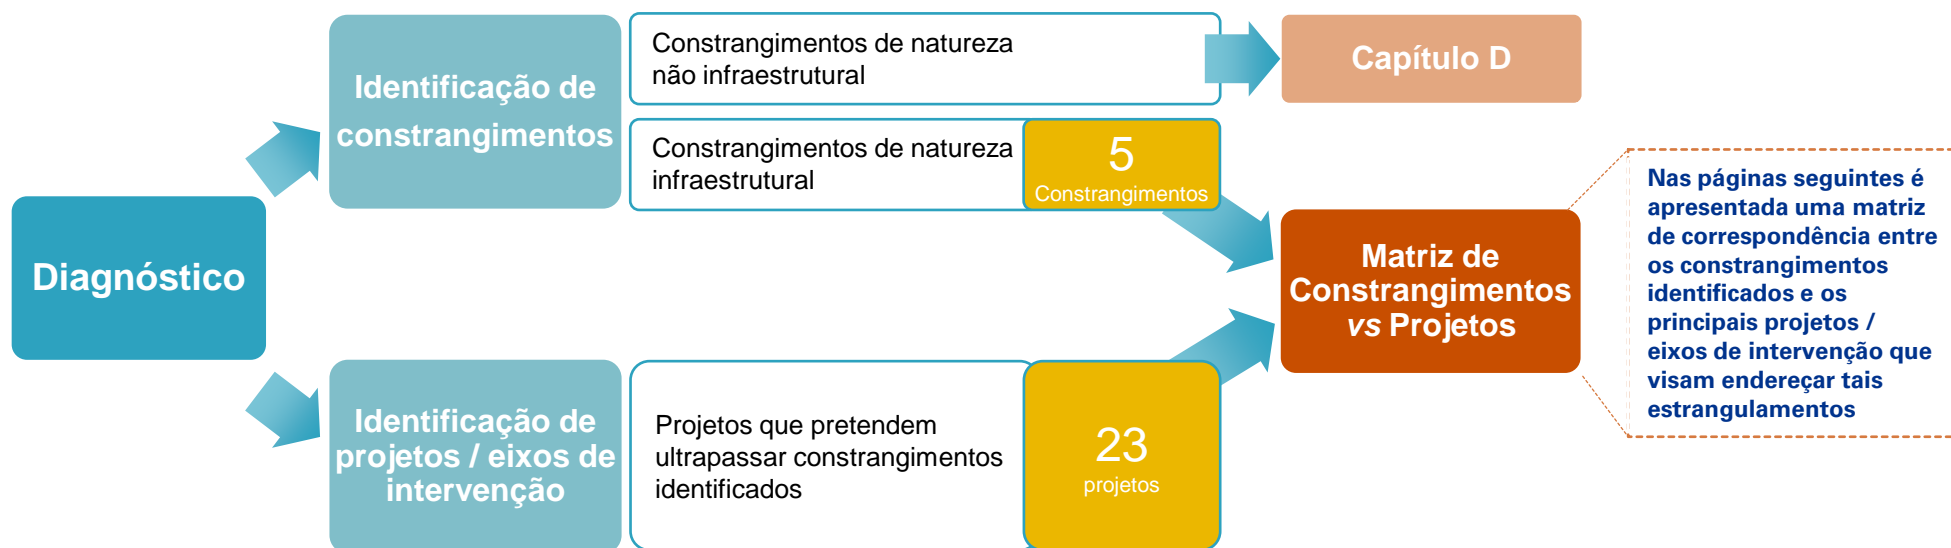 Diagnóstico
Identificação de
constrangimentos
Constrangimentos de natureza
não infraestrutural
Capítulo D
Constrangimentos de natureza
infraestrutural
5
Constrangimentos
Identificação de
projetos / eixos de
intervenção
Projetos que pretendem
ultrapassar constrangimentos
identificados
23
projetos
Matriz de
Constrangimentos
vs Projetos
Nas páginas seguintes é
apresentada uma matriz
de correspondência entre
os constrangimentos
identificados e os
principais projetos /
eixos de intervenção que
visam endereçar tais
estrangulamentos